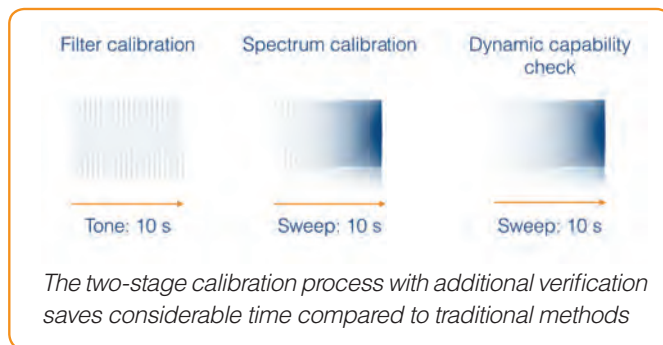 Filter calibration
Spectrum calibration
Dynamic capability
check
Tone: 10 s
Sweep: 10 s
Sweep: 10 s
The two-stage calibration process with additional verification
saves considerable time compared to traditional methods